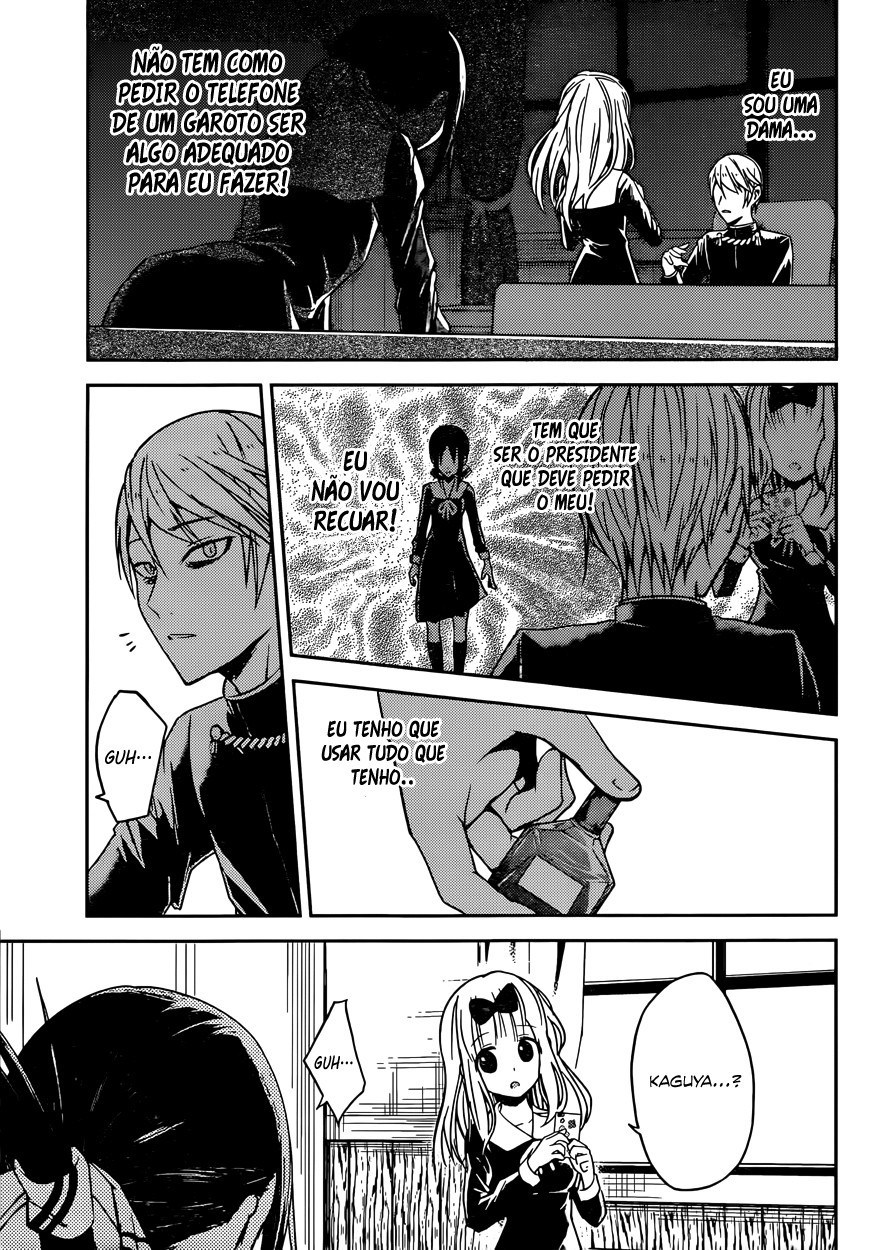 EU
SOU UMA
DAMA...
NÃO TEM COMO
PEDIR O TELEFONE
DE UM GAROTO SER
ALGO ADEQUADO
PARA EU FAZER!
TEM QUE
SER O PRESIDENTE
QUE DEVE PEDIR
O MEU!
EU
NÃO VOU
RECUAR!
EU TENHO QUE
USAR TUDO QUE
TENHO..
GUH...
KAGUYA...?
GUH...